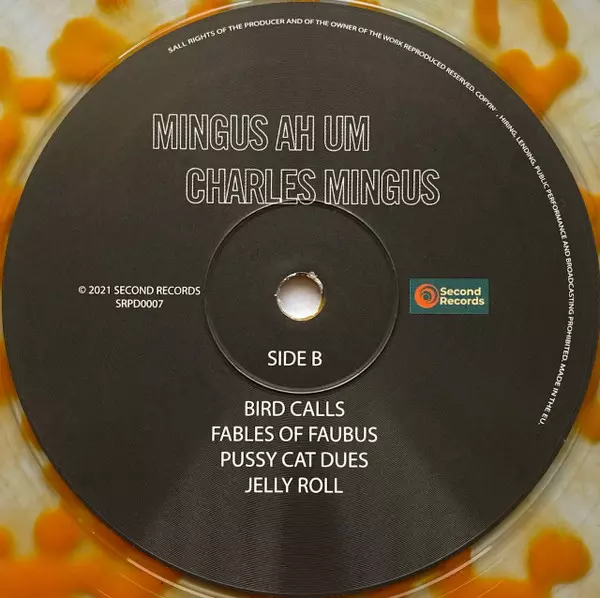 SALL RIGHTS OF THE PRODUCER AND OF THE OWNER OF THE WORK REPRODUCED RESERVED. COPYIN' , HIRING, LENDING, PUBLIC PERFORMANCE AND BROADCASTING PROHIBITED. MADE IN THE EU.
MINGUS AH UM
CHARLES MINGUS
© 2021 SECOND RECORDS
SRPD0007
Second
Records
SIDE B
BIRD CALLS
FABLES OF FAUBUS
PUSSY CAT DUES
JELLY ROLL